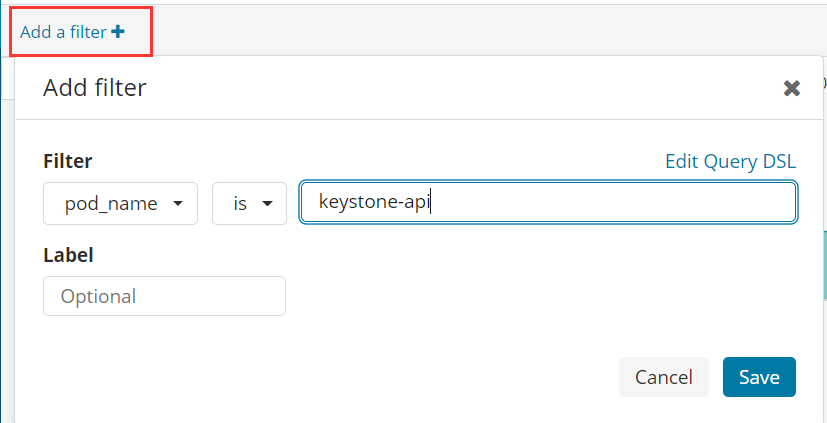 Add a filter +
Add filter
Filter
Edit Query DSL
pod_name
is
keystone-api
Label
Optional
Cancel
Save